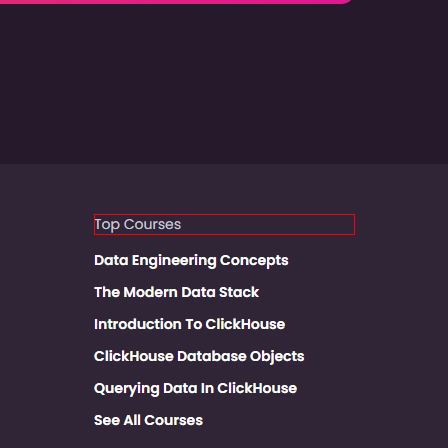 Top Courses
Data Engineering Concepts
The Modern Data Stack
Introduction To ClickHouse
ClickHouse Database Objects
Querying Data In ClickHouse
See All Courses